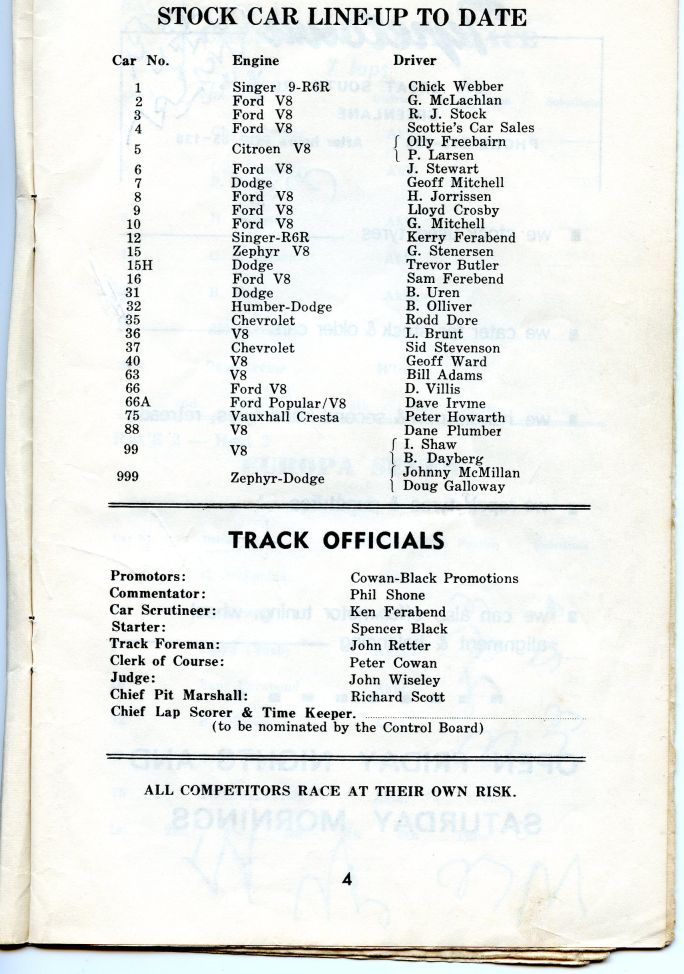 STOCK CAR LINE-UP TO DATE
Car No. Engine Driver
1 Singer 9-R6R Chick Webber
2 Ford V8 G. McLachlan
3 Ford V8 R. J. Stock
4 Ford V8 Scottie's Car Sales
5 Citroen V8 { Olly Freebairn
{ P. Larsen
6 Ford V8 J. Stewart
7 Dodge Geoff Mitchell
8 Ford V8 H. Jorrissen
9 Ford V8 Lloyd Crosby
10 Ford V8 G. Mitchell
12 Singer-R6R Kerry Ferabend
15 Zephyr V8 G. Stenersen
15H Dodge Trevor Butler
16 Ford V8 Sam Ferebend
31 Dodge B. Uren
32 Humber-Dodge B. Olliver
35 Chevrolet Rodd Dore
36 V8 L. Brunt
37 Chevrolet Sid Stevenson
40 V8 Geoff Ward
63 V8 Bill Adams
66 Ford V8 D. Villis
66A Ford Popular/V8 Dave Irvine
75 Vauxhall Cresta Peter Howarth
88 V8 Dane Plumber
99 V8 { I. Shaw
{ B. Dayberg
999 Zephyr-Dodge { Johnny McMillan
{ Doug Galloway
TRACK OFFICIALS
Promotors: Cowan-Black Promotions
Commentator: Phil Shone
Car Scrutineer: Ken Ferabend
Starter: Spencer Black
Track Foreman: John Retter
Clerk of Course: Peter Cowan
Judge: John Wiseley
Chief Pit Marshall: Richard Scott
Chief Lap Scorer & Time Keeper.
(to be nominated by the Control Board)
ALL COMPETITORS RACE AT THEIR OWN RISK.
4